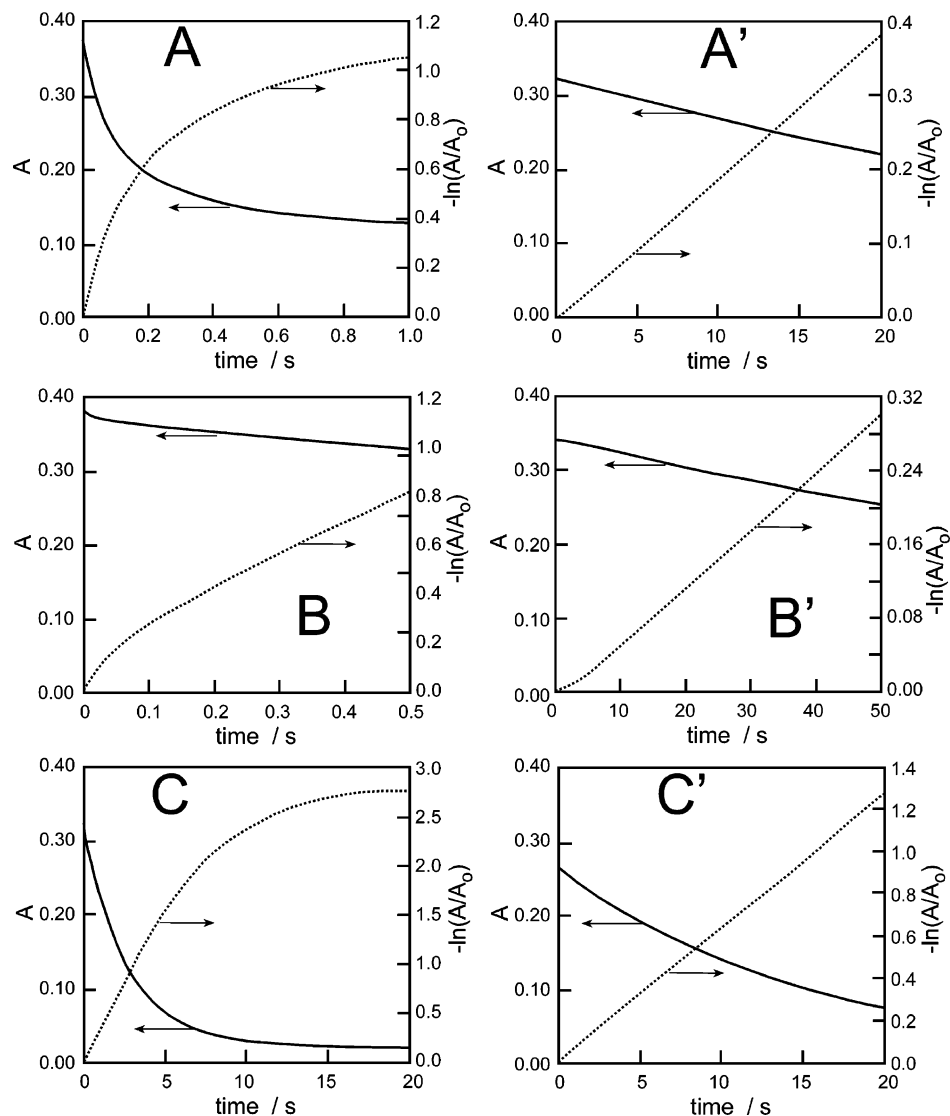 A
0.40
0.30
0.20
0.10
0.00
A
1.2
1.0
0.8
0.6
0.4
0.2
0.0
-ln(A/Ao)
0 0.2 0.4 0.6 0.8 1.0
time / s
A'
0.40
0.30
0.20
0.10
0.00
A
0.4
0.3
0.2
0.1
0.0
-ln(A/Ao)
0 5 10 15 20
time / s
B
0.40
0.30
0.20
0.10
0.00
A
1.2
1.0
0.8
0.6
0.4
0.2
0.0
-ln(A/Ao)
0 0.1 0.2 0.3 0.4 0.5
time / s
B'
0.40
0.30
0.20
0.10
0.00
A
0.32
0.24
0.16
0.08
0.00
-ln(A/Ao)
0 10 20 30 40 50
time / s
C
0.40
0.30
0.20
0.10
0.00
A
3.0
2.5
2.0
1.5
1.0
0.5
0.0
-ln(A/Ao)
0 5 10 15 20
time / s
C'
0.40
0.30
0.20
0.10
0.00
A
1.4
1.2
1.0
0.8
0.6
0.4
0.2
0.0
-ln(A/Ao)
0 5 10 15 20
time / s